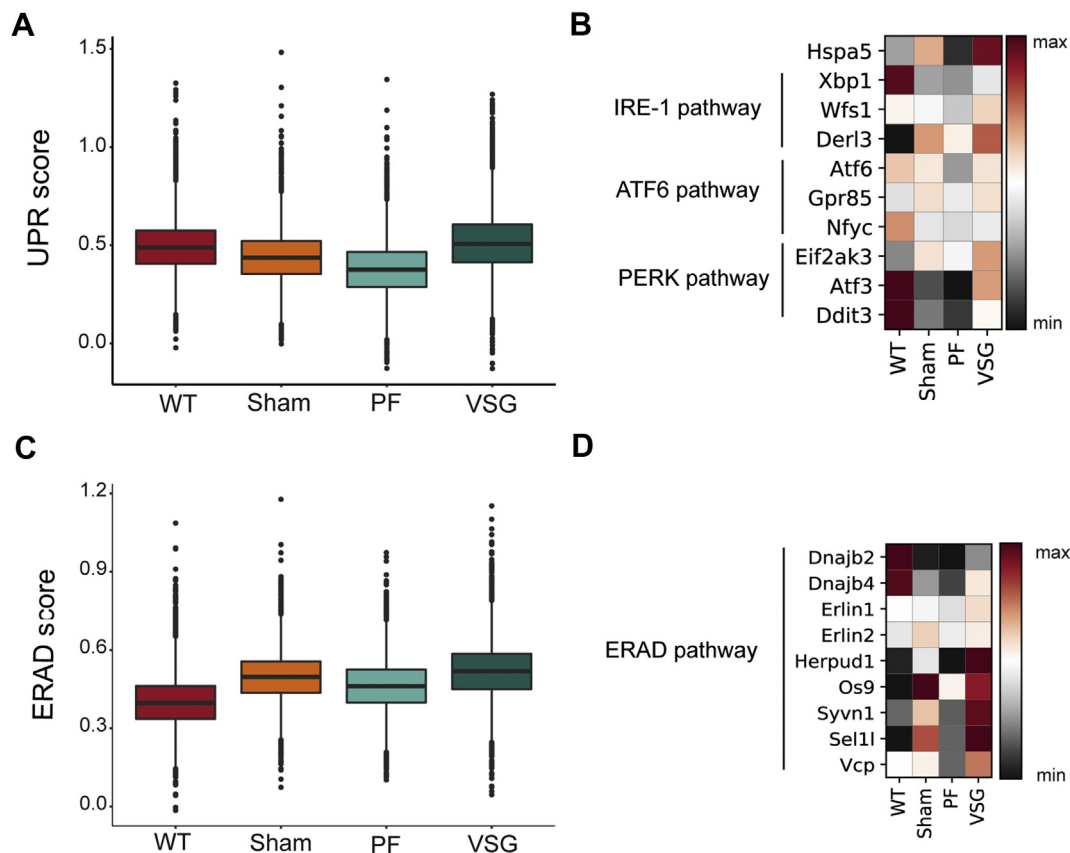 A
UPR score
1.5
1.0
0.5
0.0
WT Sham PF VSG
B
IRE-1 pathway
ATF6 pathway
PERK pathway
Hspa5
Xbp1
Wfs1
Derl3
Atf6
Gpr85
Nfyc
Eif2ak3
Atf3
Ddit3
WT Sham PF VSG
max
min
C
ERAD score
1.2
0.9
0.6
0.3
0.0
WT Sham PF VSG
D
ERAD pathway
Dnajb2
Dnajb4
Erlin1
Erlin2
Herpud1
Os9
Syvn1
Sel1l
Vcp
WT Sham PF VSG
max
min